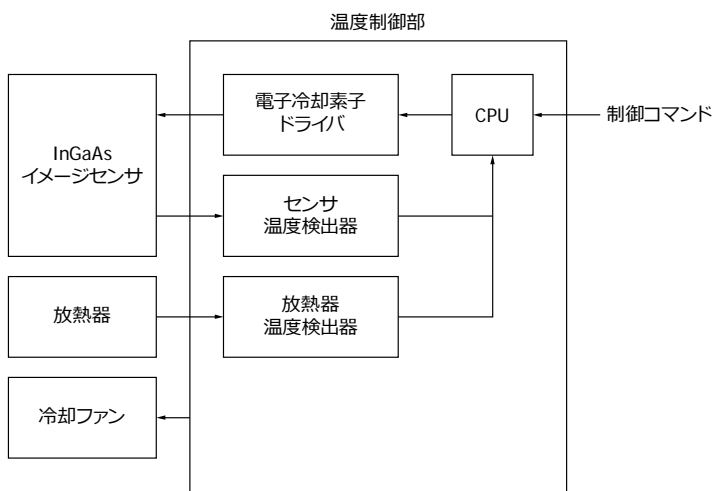 温度制御部
電子冷却素子
ドライバ
CPU
制御コマンド
InGaAs
イメージセンサ
センサ
温度検出器
放熱器
放熱器
温度検出器
冷却ファン